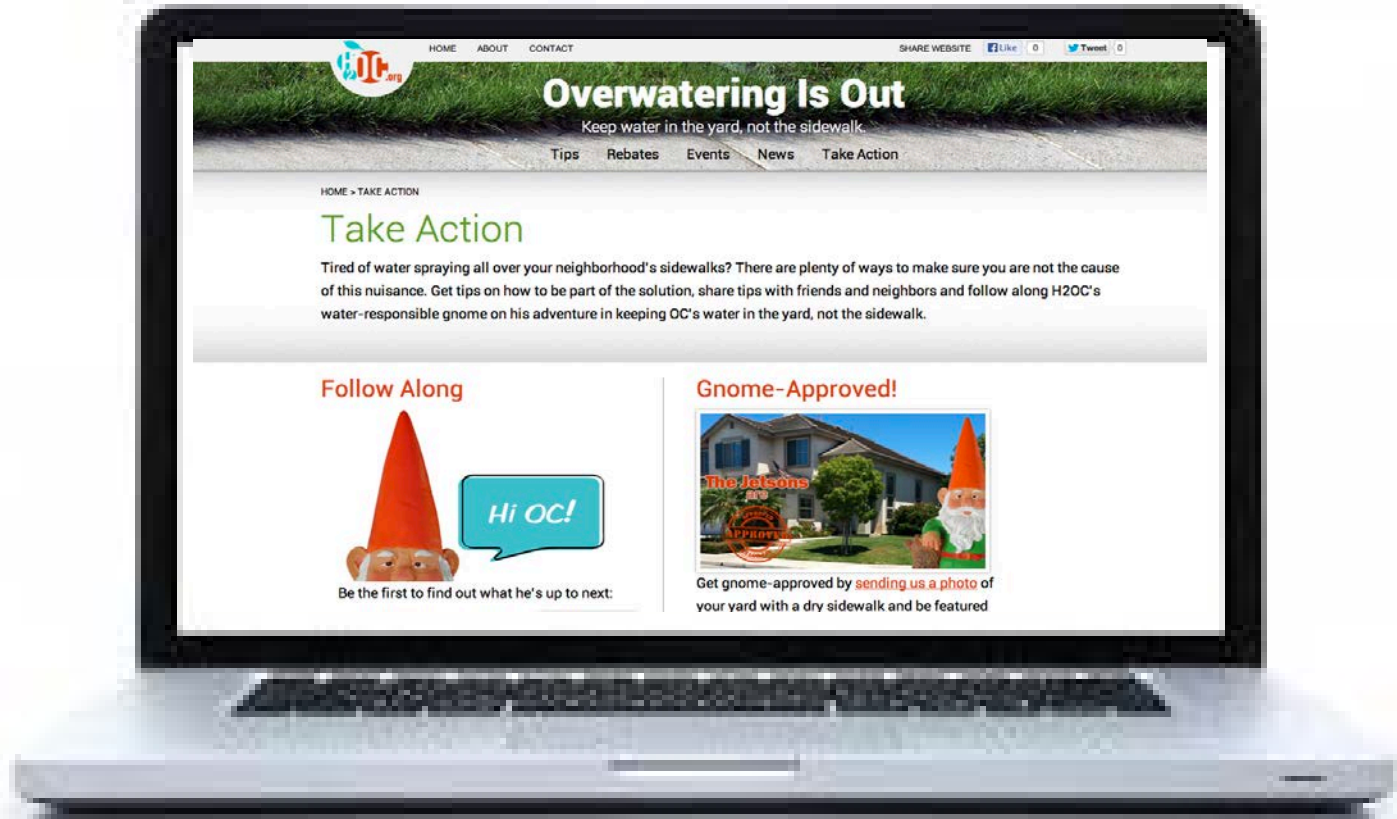 H2OC.org
HOME ABOUT CONTACT
SHARE WEBSITE Like 0 Tweet 0
Overwatering Is Out
Keep water in the yard, not the sidewalk.
Tips Rebates Events News Take Action
HOME > TAKE ACTION
Take Action
Tired of water spraying all over your neighborhood's sidewalks? There are plenty of ways to make sure you are not the cause
of this nuisance. Get tips on how to be part of the solution, share tips with friends and neighbors and follow along H2OC's
water-responsible gnome on his adventure in keeping OC's water in the yard, not the sidewalk.
Follow Along
Hi OC!
Be the first to find out what he's up to next:
Gnome-Approved!
The Jetsons
are
APPROVED
Get gnome-approved by sending us a photo of
your yard with a dry sidewalk and be featured